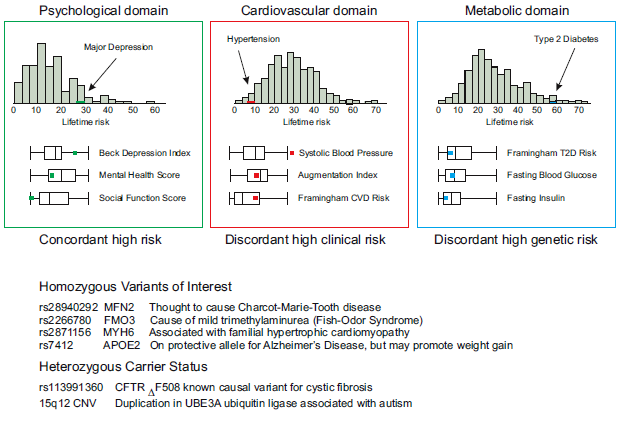 Psychological domain
Cardiovascular domain
Metabolic domain
Major Depression
0 10 20 30 40 50 60
Lifetime risk
Beck Depression Index
Mental Health Score
Social Function Score
Hypertension
0 10 20 30 40 50 60 70
Lifetime risk
Systolic Blood Pressure
Augmentation Index
Framingham CVD Risk
Type 2 Diabetes
0 10 20 30 40 50 60 70
Lifetime risk
Framingham T2D Risk
Fasting Blood Glucose
Fasting Insulin
Concordant high risk
Discordant high clinical risk
Discordant high genetic risk
Homozygous Variants of Interest
rs28940292 MFN2 Thought to cause Charcot-Marie-Tooth disease
rs2266780 FMO3 Cause of mild trimethylaminurea (Fish-Odor Syndrome)
rs2871156 MYH6 Associated with familial hypertrophic cardiomyopathy
rs7412 APOE2 On protective allele for Alzheimer's Disease, but may promote weight gain
Heterozygous Carrier Status
rs113991360 CFTR ΔF508 known causal variant for cystic fibrosis
15q12 CNV Duplication in UBE3A ubiquitin ligase associated with autism